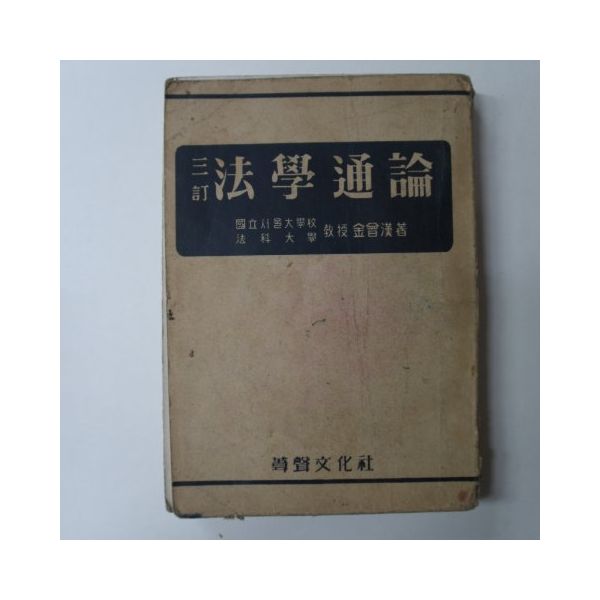 三訂 法學通論
國立서울大學校
法科大學 敎授 金曾漢著
聲文化社